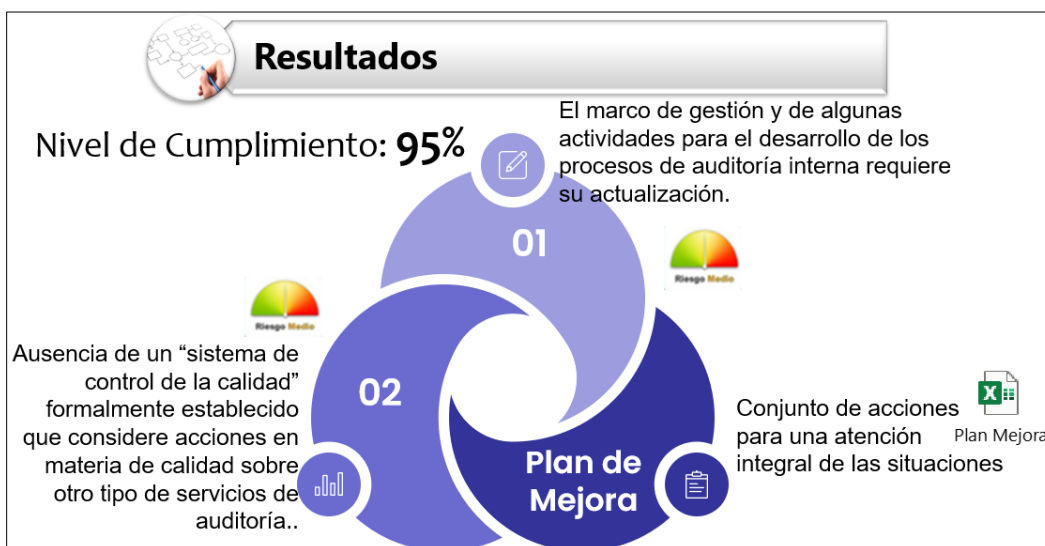 Resultados
Nivel de Cumplimiento: 95%
El marco de gestión y de algunas
actividades para el desarrollo de los
procesos de auditoría interna requiere
su actualización.
01
Riesgo Medio
Riesgo Medio
Ausencia de un “sistema de
control de la calidad”
formalmente establecido
que considere acciones en
materia de calidad sobre
otro tipo de servicios de
auditoría..
02
Plan de
Mejora
Conjunto de acciones
para una atención
integral de las situaciones
X
Plan Mejora